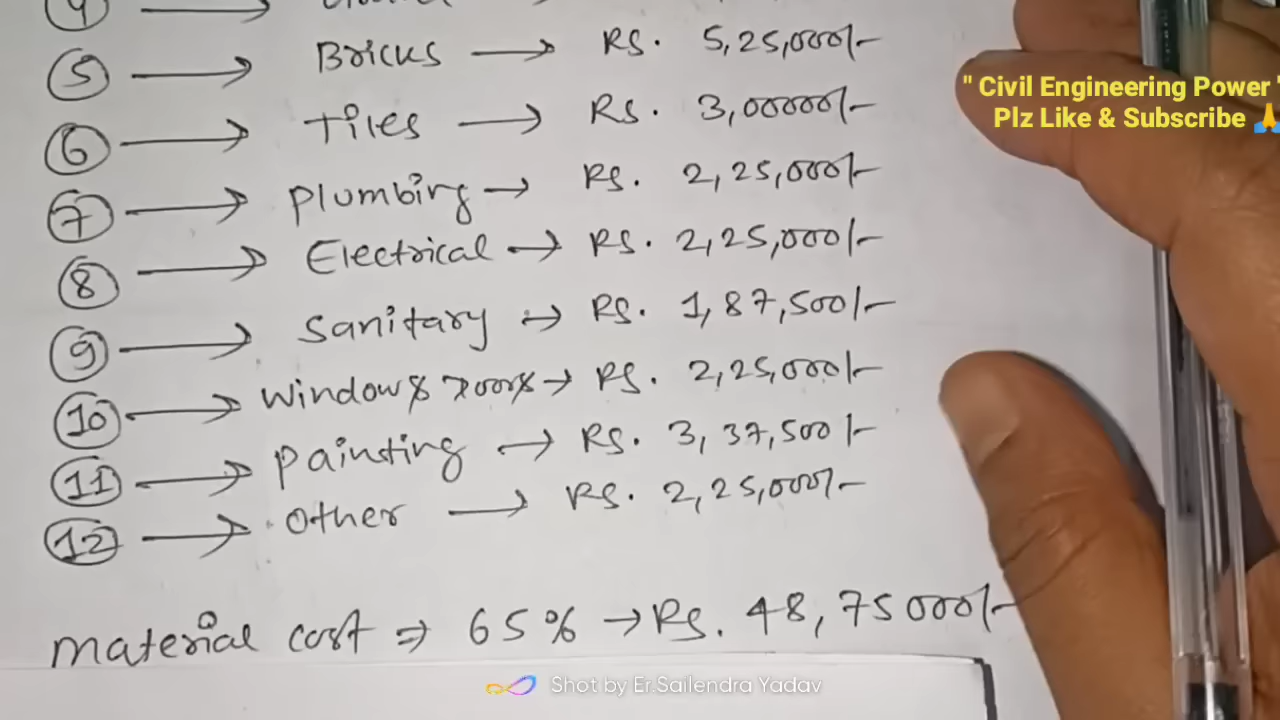 4 →
5 → Bricks → RS. 5,25,000/-
6 → Tiles → RS. 3,00000/-
7 → Plumbing → RS. 2,25,000/-
8 → Electrical → RS. 2,25,000/-
9 → Sanitary → RS. 1,87,500/-
10 → Window & Doors → RS. 2,25,000/-
11 → Painting → RS. 3,37,500/-
12 → Other → RS. 2,25,000/-
material cost ⇒ 65% → RS. 48,75000/-
" Civil Engineering Power "
Plz Like & Subscribe 🙏
Shot by Er.Sailendra Yadav